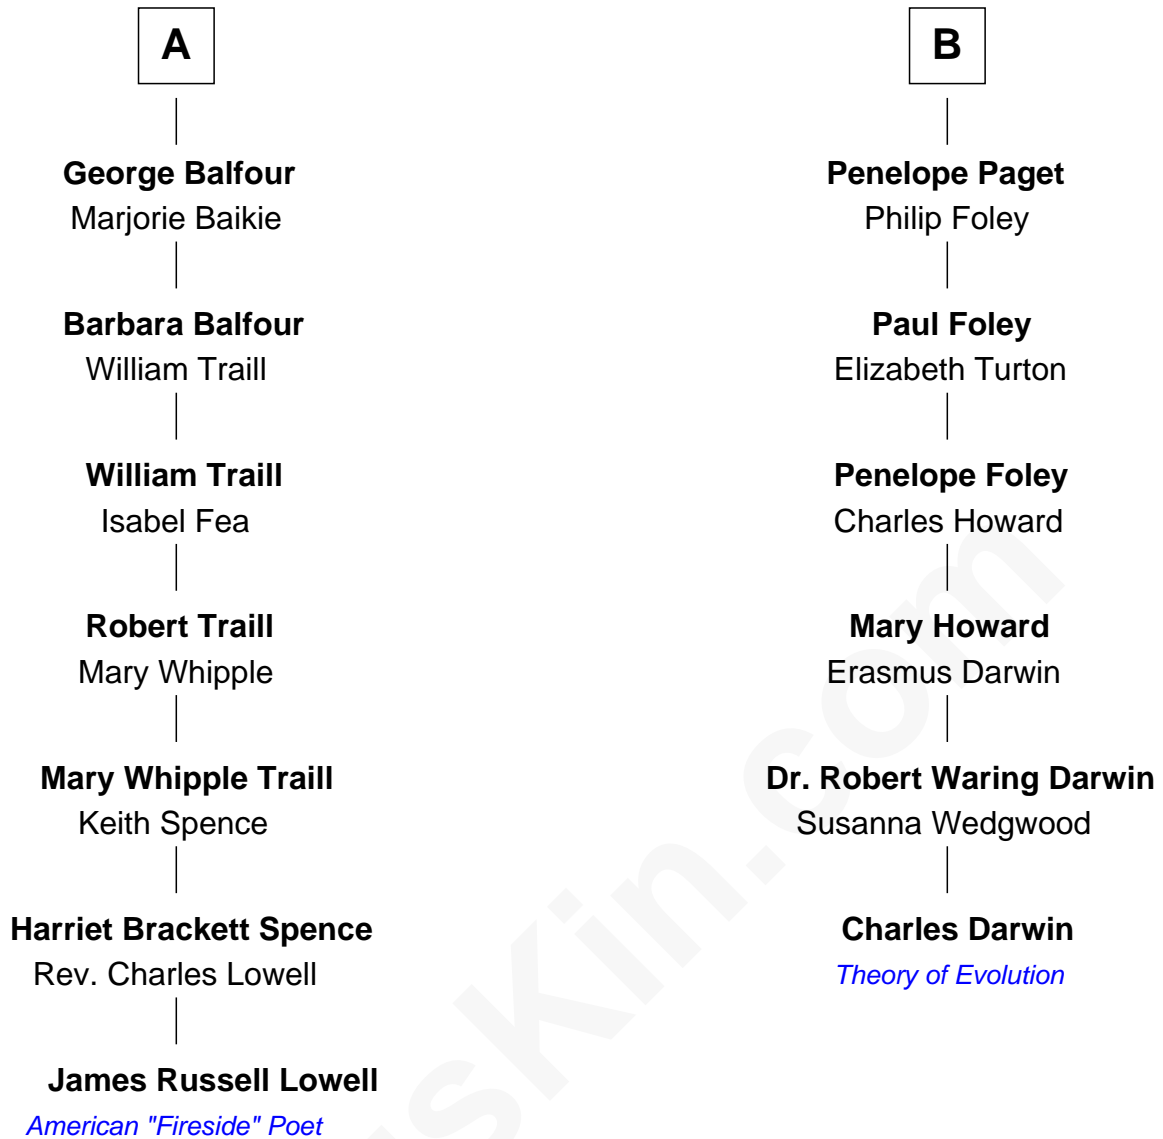 A
George Balfour
Marjorie Baikie
Barbara Balfour
William Traill
William Traill
Isabel Fea
Robert Traill
Mary Whipple
Mary Whipple Traill
Keith Spence
Harriet Brackett Spence
Rev. Charles Lowell
James Russell Lowell
American "Fireside" Poet
B
Penelope Paget
Philip Foley
Paul Foley
Elizabeth Turton
Penelope Foley
Charles Howard
Mary Howard
Erasmus Darwin
Dr. Robert Waring Darwin
Susanna Wedgwood
Charles Darwin
Theory of Evolution
sKin.com